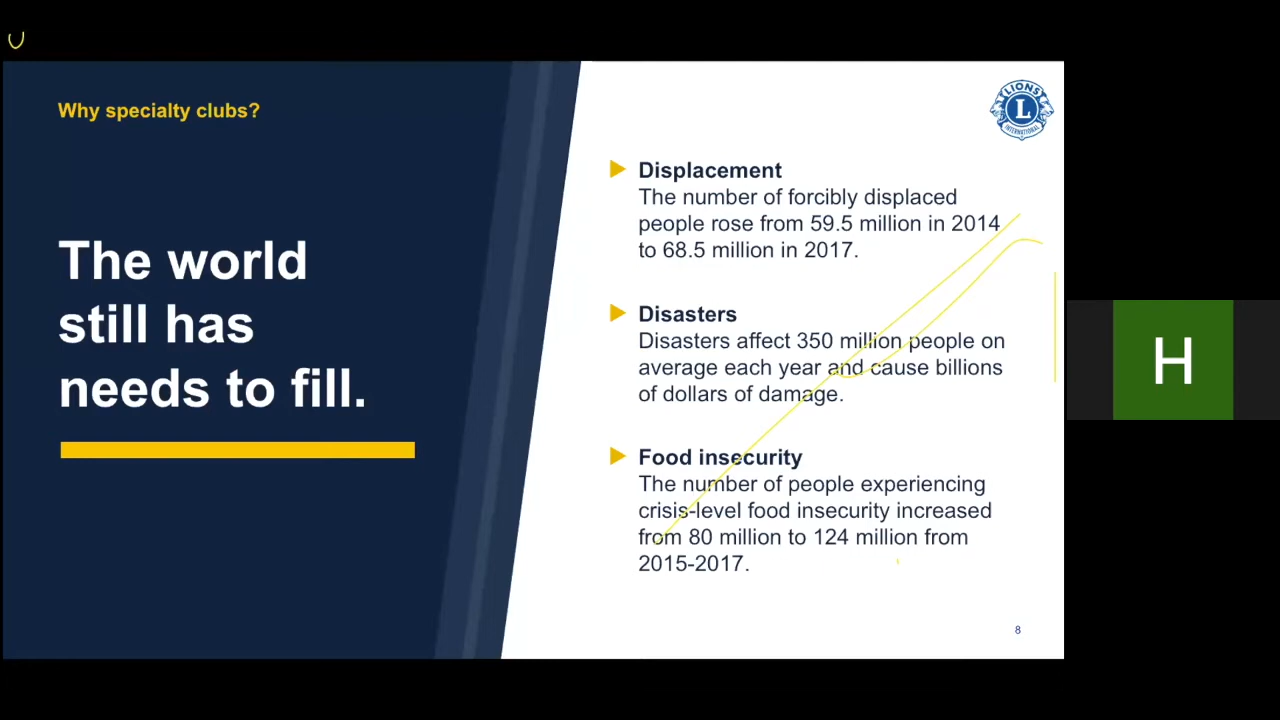 Why specialty clubs?
The world
still has
needs to fill.
LIONS
L
INTERNATIONAL
Displacement
The number of forcibly displaced
people rose from 59.5 million in 2014
to 68.5 million in 2017.
Disasters
Disasters affect 350 million people on
average each year and cause billions
of dollars of damage.
Food insecurity
The number of people experiencing
crisis-level food insecurity increased
from 80 million to 124 million from
2015-2017.
8
H